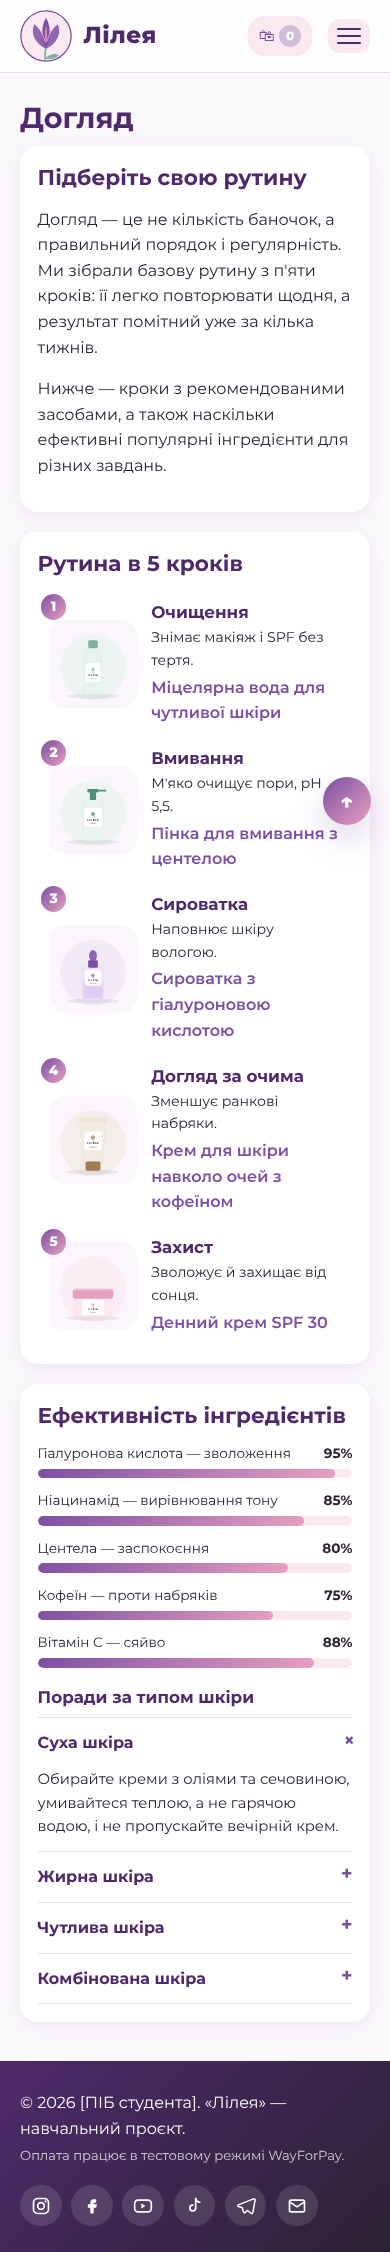 Лілея
0
Догляд
Підберіть свою рутину
Догляд — це не кількість баночок, а
правильний порядок і регулярність.
Ми зібрали базову рутину з п'яти
кроків: її легко повторювати щодня, а
результат помітний уже за кілька
тижнів.
Нижче — кроки з рекомендованими
засобами, а також наскільки
ефективні популярні інгредієнти для
різних завдань.
Рутина в 5 кроків
1
Очищення
Знімає макіяж і SPF без
тертя.
Міцелярна вода для
чутливої шкіри
2
Вмивання
М'яко очищує пори, pH
5,5.
Пінка для вмивання з
центелою
3
Сироватка
Наповнює шкіру
вологою.
Сироватка з
гіалуроновою
кислотою
4
Догляд за очима
Зменшує ранкові
набряки.
Крем для шкіри
навколо очей з
кофеїном
5
Захист
Зволожує й захищає від
сонця.
Денний крем SPF 30
Ефективність інгредієнтів
Гіалуронова кислота — зволоження 95%
Ніацинамід — вирівнювання тону 85%
Центела — заспокоєння 80%
Кофеїн — проти набряків 75%
Вітамін С — сяйво 88%
Поради за типом шкіри
Суха шкіра
Обирайте креми з оліями та сечовиною,
умивайтеся теплою, а не гарячою
водою, і не пропускайте вечірній крем.
Жирна шкіра +
Чутлива шкіра +
Комбінована шкіра +
© 2026 [ПІБ студента]. «Лілея» —
навчальний проєкт.
Оплата працює в тестовому режимі WayForPay.